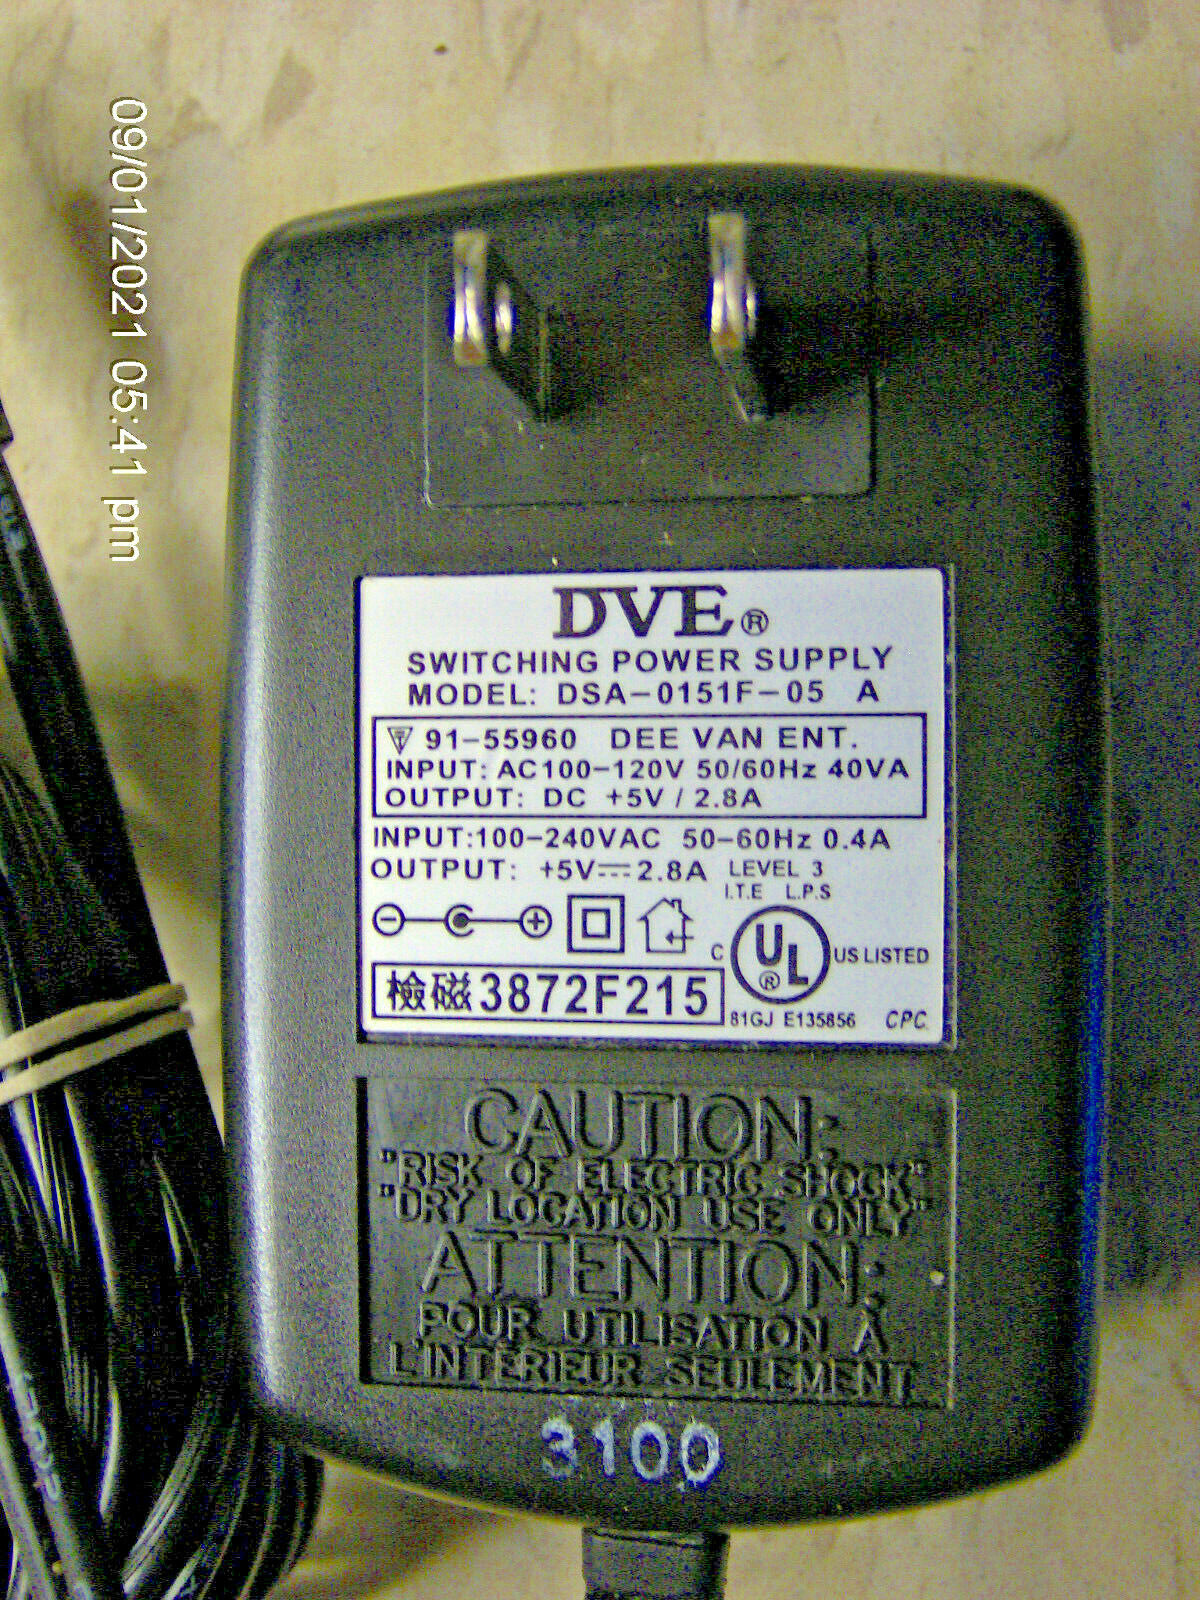 09/01/2021 05:41 pm
DVE®
SWITCHING POWER SUPPLY
MODEL: DSA-0151F-05 A
91-55960 DEE VAN ENT.
INPUT: AC100-120V 50/60Hz 40VA
OUTPUT: DC +5V / 2.8A
INPUT:100-240VAC 50-60Hz 0.4A
OUTPUT: +5V⎓2.8A LEVEL 3
I.T.E L.P.S
C UL® US LISTED
檢磁3872F215
81GJ E135856 CPC
CAUTION:
"RISK OF ELECTRIC SHOCK"
"DRY LOCATION USE ONLY"
ATTENTION:
POUR UTILISATION À
L'INTÉRIEUR SEULEMENT
3100